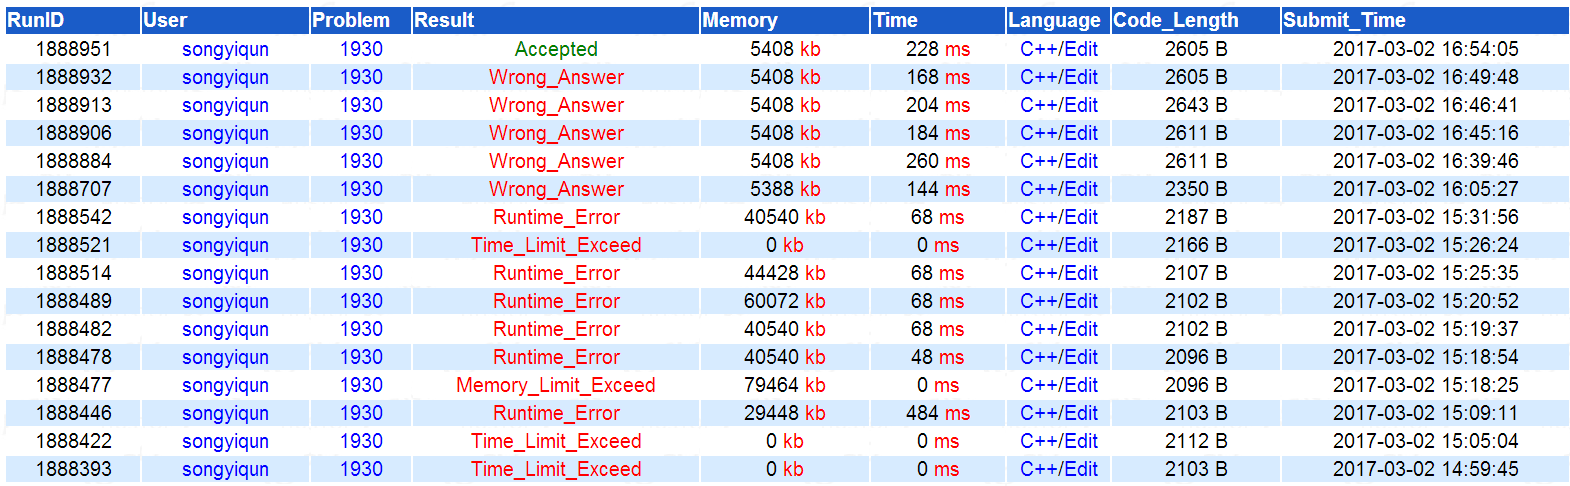 RunID User Problem Result Memory Time Language Code_Length Submit_Time
1888951 songyiqun 1930 Accepted 5408 kb 228 ms C++/Edit 2605 B 2017-03-02 16:54:05
1888932 songyiqun 1930 Wrong_Answer 5408 kb 168 ms C++/Edit 2605 B 2017-03-02 16:49:48
1888913 songyiqun 1930 Wrong_Answer 5408 kb 204 ms C++/Edit 2643 B 2017-03-02 16:46:41
1888906 songyiqun 1930 Wrong_Answer 5408 kb 184 ms C++/Edit 2611 B 2017-03-02 16:45:16
1888884 songyiqun 1930 Wrong_Answer 5408 kb 260 ms C++/Edit 2611 B 2017-03-02 16:39:46
1888707 songyiqun 1930 Wrong_Answer 5388 kb 144 ms C++/Edit 2350 B 2017-03-02 16:05:27
1888542 songyiqun 1930 Runtime_Error 40540 kb 68 ms C++/Edit 2187 B 2017-03-02 15:31:56
1888521 songyiqun 1930 Time_Limit_Exceed 0 kb 0 ms C++/Edit 2166 B 2017-03-02 15:26:24
1888514 songyiqun 1930 Runtime_Error 44428 kb 68 ms C++/Edit 2107 B 2017-03-02 15:25:35
1888489 songyiqun 1930 Runtime_Error 60072 kb 68 ms C++/Edit 2102 B 2017-03-02 15:20:52
1888482 songyiqun 1930 Runtime_Error 40540 kb 68 ms C++/Edit 2102 B 2017-03-02 15:19:37
1888478 songyiqun 1930 Runtime_Error 40540 kb 48 ms C++/Edit 2096 B 2017-03-02 15:18:54
1888477 songyiqun 1930 Memory_Limit_Exceed 79464 kb 0 ms C++/Edit 2096 B 2017-03-02 15:18:25
1888446 songyiqun 1930 Runtime_Error 29448 kb 484 ms C++/Edit 2103 B 2017-03-02 15:09:11
1888422 songyiqun 1930 Time_Limit_Exceed 0 kb 0 ms C++/Edit 2112 B 2017-03-02 15:05:04
1888393 songyiqun 1930 Time_Limit_Exceed 0 kb 0 ms C++/Edit 2103 B 2017-03-02 14:59:45